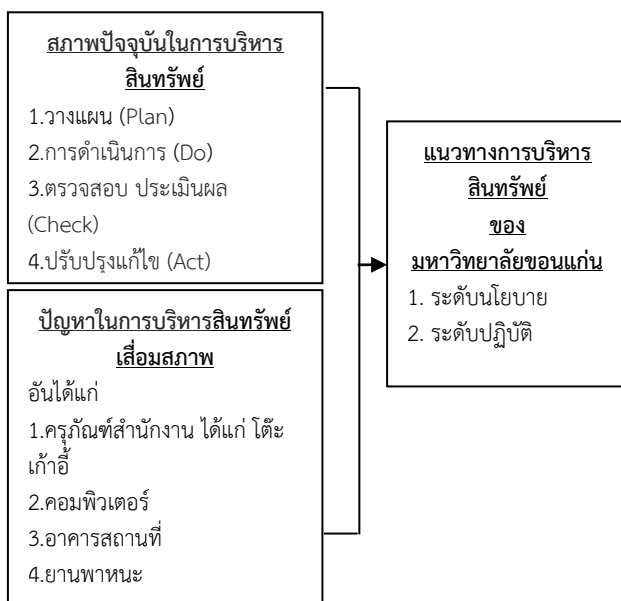 สภาพปัจจุบันในการบริหาร
สินทรัพย์
1.วางแผน (Plan)
2.การดำเนินการ (Do)
3.ตรวจสอบ ประเมินผล
(Check)
4.ปรับปรุงแก้ไข (Act)
ปัญหาในการบริหารสินทรัพย์
เสื่อมสภาพ
อันได้แก่
1.ครุภัณฑ์สำนักงาน ได้แก่ โต๊ะ
เก้าอี้
2.คอมพิวเตอร์
3.อาคารสถานที่
4.ยานพาหนะ
แนวทางการบริหาร
สินทรัพย์
ของ
มหาวิทยาลัยขอนแก่น
1. ระดับนโยบาย
2. ระดับปฏิบัติ